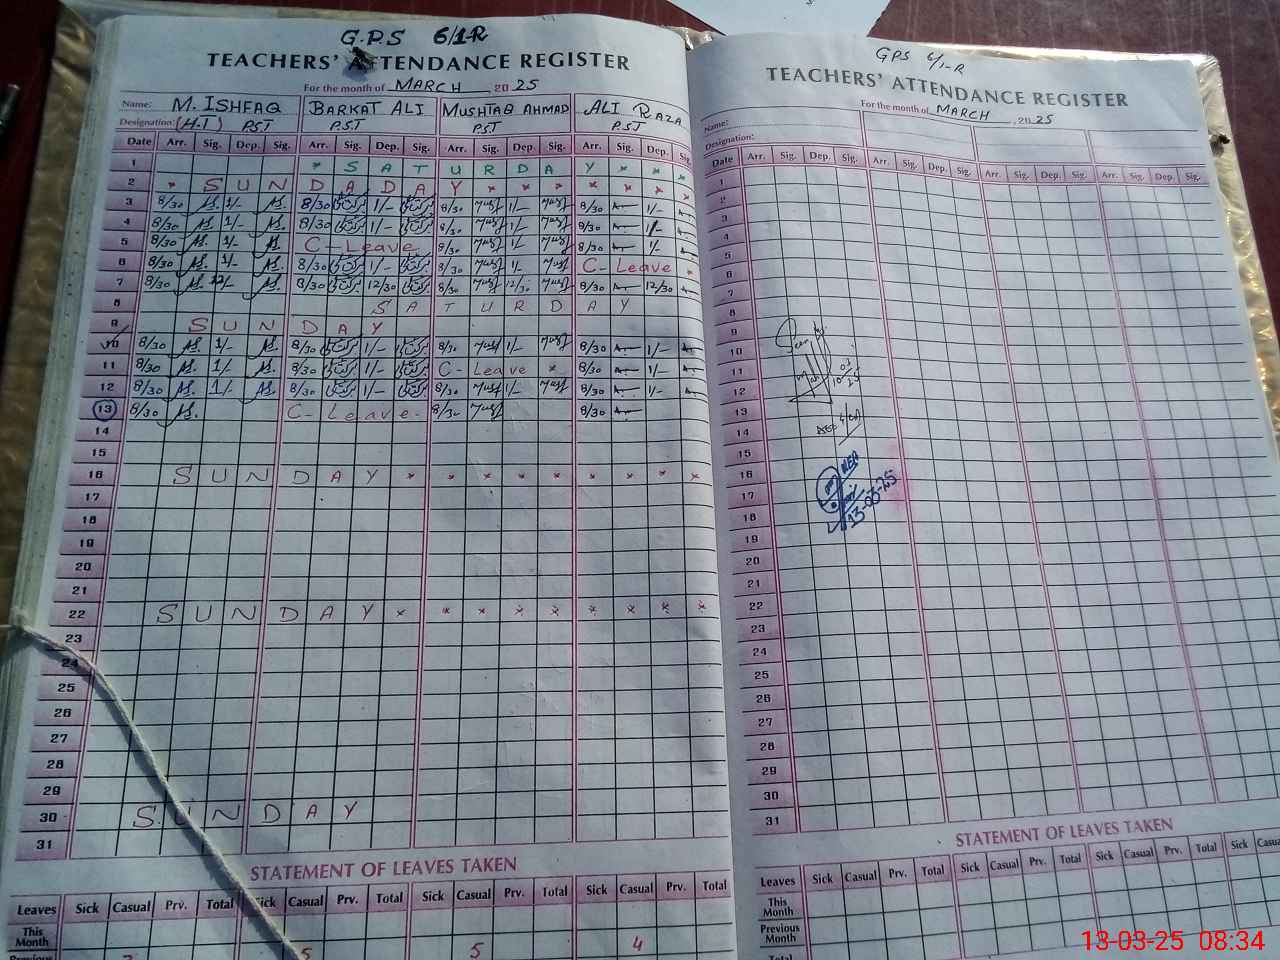 G.P.S 6/1-R
TEACHERS' ATTENDANCE REGISTER
For the month of MARCH 20 25
Name: M. ISHFAQ BARKAT ALI MUSHTAQ AHMAD ALI RAZA
Designation: (H.T) P.S.T P.S.T P.S.T P.S.T
Date Arr. Sig. Dep. Sig. Arr. Sig. Dep. Sig. Arr. Sig. Dep. Sig. Arr. Sig. Dep. Sig.
1 * S A T U R D A Y * * *
2 * S U N D A D A Y * * * * * * *
3 8/30 1/- 8/30 1/- 8/30 1/- 8/30 1/-
4 8/30 1/- 8/30 1/- 8/30 1/- 8/30 1/-
5 8/30 1/- C-Leave 8/30 1/- 8/30 1/-
6 8/30 1/- 8/30 1/- 8/30 1/- C-Leave *
7 8/30 12/- 8/30 12/30 8/30 12/30 8/30 12/30
8 S A T U R D A Y
9 S U N D A Y
10 8/30 1/- 8/30 1/- 8/30 1/- 8/30 1/-
11 8/30 1/- 8/30 1/- C-Leave * 8/30 1/-
12 8/30 1/- 8/30 1/- 8/30 1/- 8/30 1/-
13 8/30 C-Leave- 8/30 8/30
14
15
16 S U N D A Y * * * * * * * * *
17
18
19
20
21
22 S U N D A Y * * * * * * * * *
23
24
25
26
27
28
29
30 S U N D A Y
31
STATEMENT OF LEAVES TAKEN
Leaves Sick Casual Prv. Total Sick Casual Prv. Total Sick Casual Prv. Total Sick Casual Prv. Total
This Month
Previous 5 5 4
GPS 6/1-R
TEACHERS' ATTENDANCE REGISTER
For the month of MARCH, 20 25
Name:
Designation:
Date Arr. Sig. Dep. Sig. Arr. Sig. Dep. Sig. Arr. Sig. Dep. Sig. Arr. Sig. Dep. Sig.
1
2
3
4
5
6
7
8
9
10
11
12
13
14
15
16
17
18
19
20
21
22
23
24
25
26
27
28
29
30
31
MEA
13-03-25
STATEMENT OF LEAVES TAKEN
Leaves Sick Casual Prv. Total Sick Casual Prv. Total Sick Casual Prv. Total Sick Casual
This Month
Previous Month
Total
13-03-25 08:34